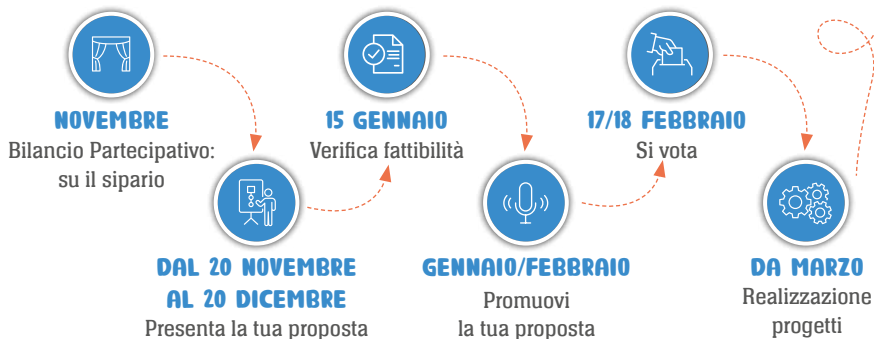 NOVEMBRE
Bilancio Partecipativo:
su il sipario
DAL 20 NOVEMBRE
AL 20 DICEMBRE
Presenta la tua proposta
15 GENNAIO
Verifica fattibilità
GENNAIO/FEBBRAIO
Promuovi
la tua proposta
17/18 FEBBRAIO
Si vota
DA MARZO
Realizzazione
progetti